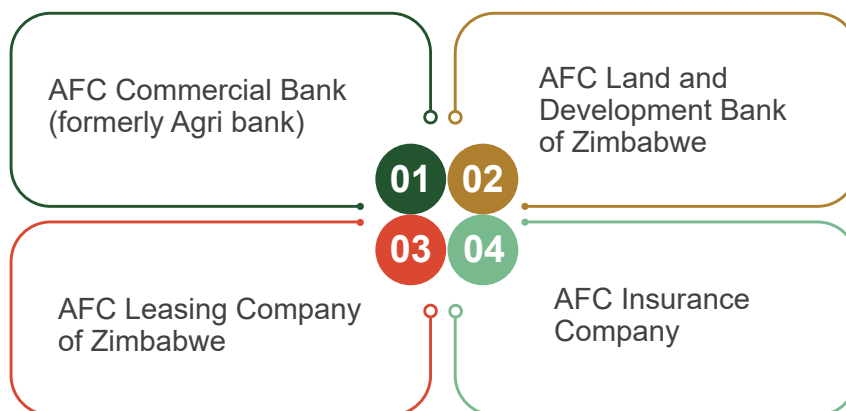 AFC Commercial Bank
(formerly Agri bank)
AFC Land and
Development Bank
of Zimbabwe
01
02
03
04
AFC Leasing Company
of Zimbabwe
AFC Insurance
Company